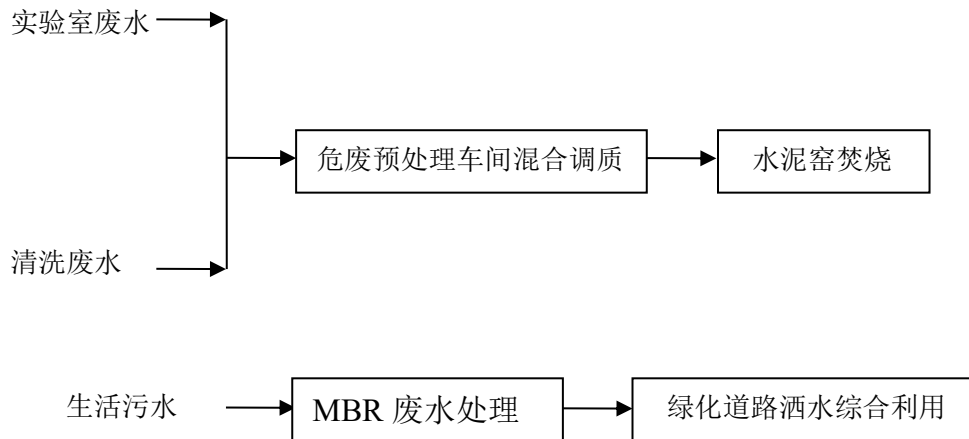 实验室废水
危废预处理车间混合调质
水泥窑焚烧
清洗废水
生活污水
MBR 废水处理
绿化道路洒水综合利用